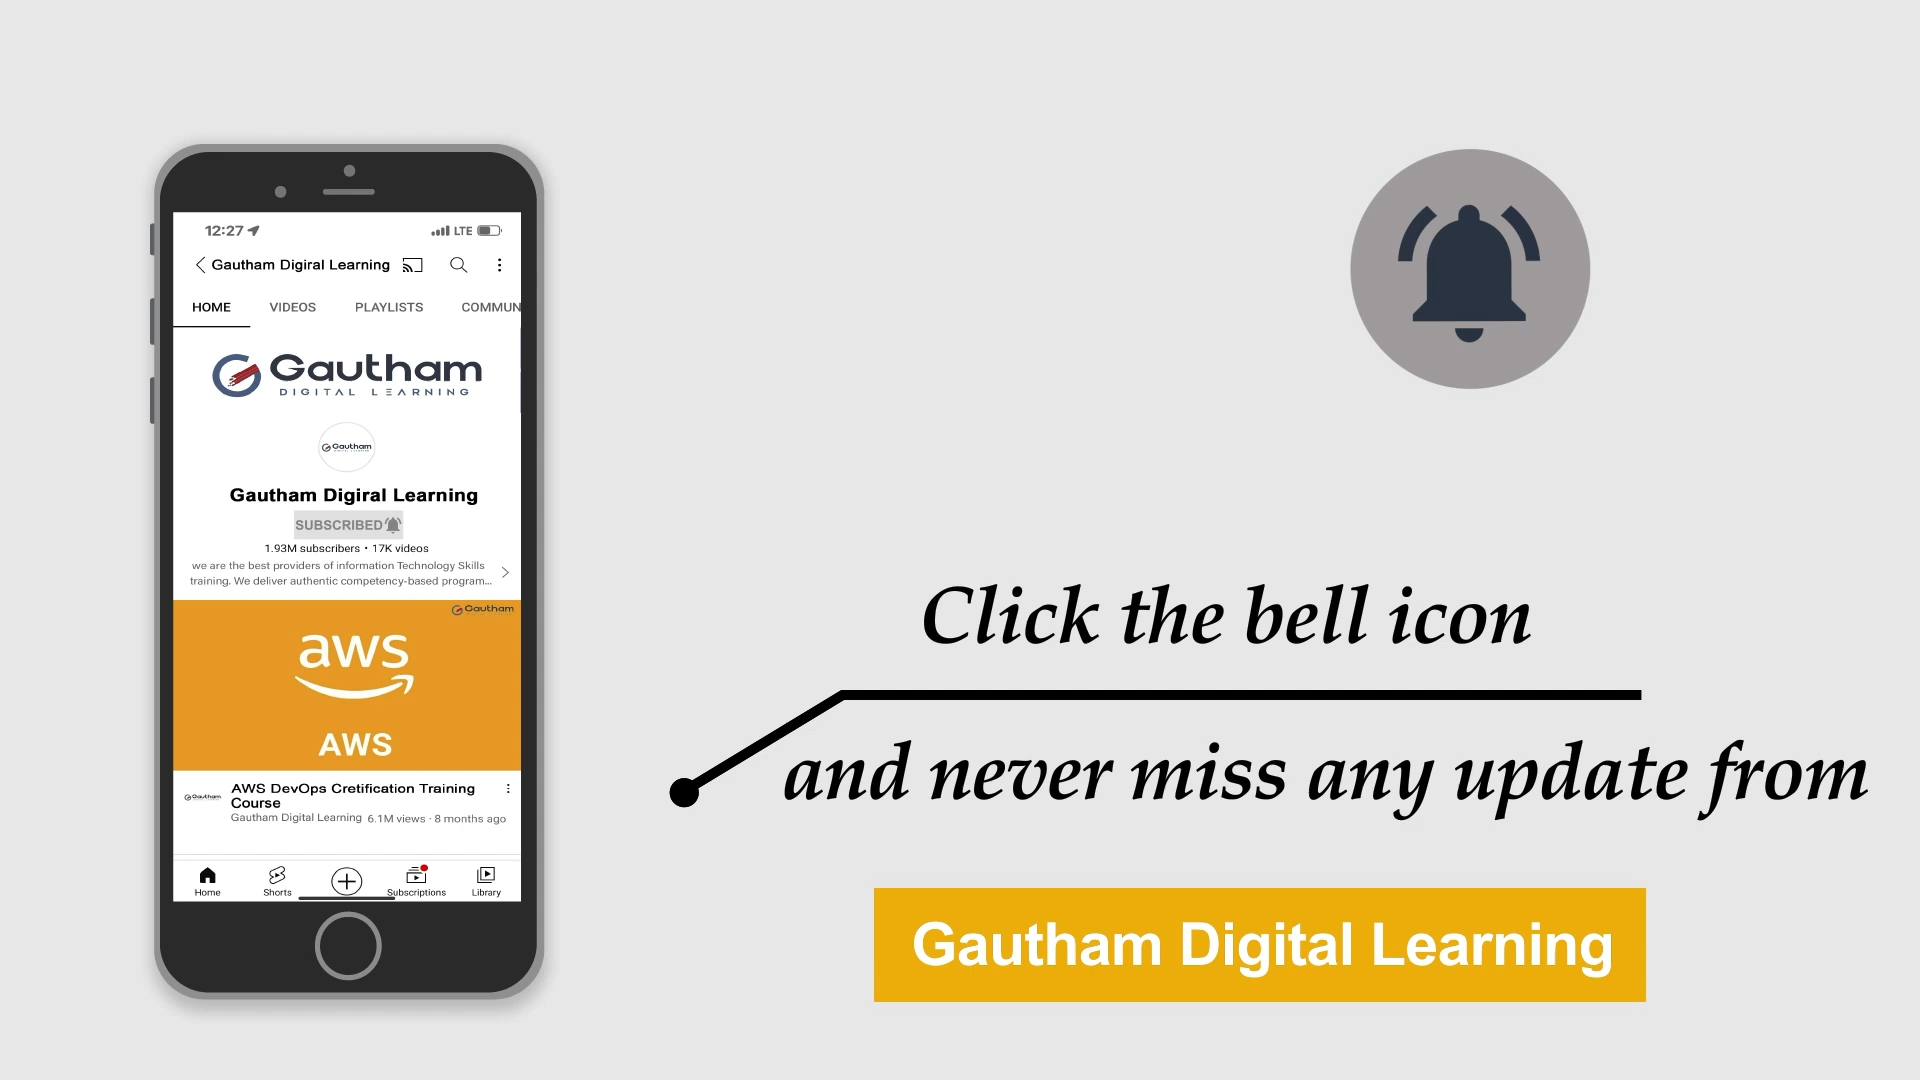 12:27
LTE
Gautham Digiral Learning
HOME VIDEOS PLAYLISTS COMMUN
Gautham
DIGITAL LEARNING
Gautham
Gautham Digiral Learning
SUBSCRIBED
1.93M subscribers • 17K videos
we are the best providers of information Technology Skills
training. We deliver authentic competency-based program...
Gautham
aws
AWS
Gautham
AWS DevOps Cretification Training
Course
Gautham Digital Learning 6.1M views · 8 months ago
Home Shorts Subscriptions Library
Click the bell icon
and never miss any update from
Gautham Digital Learning